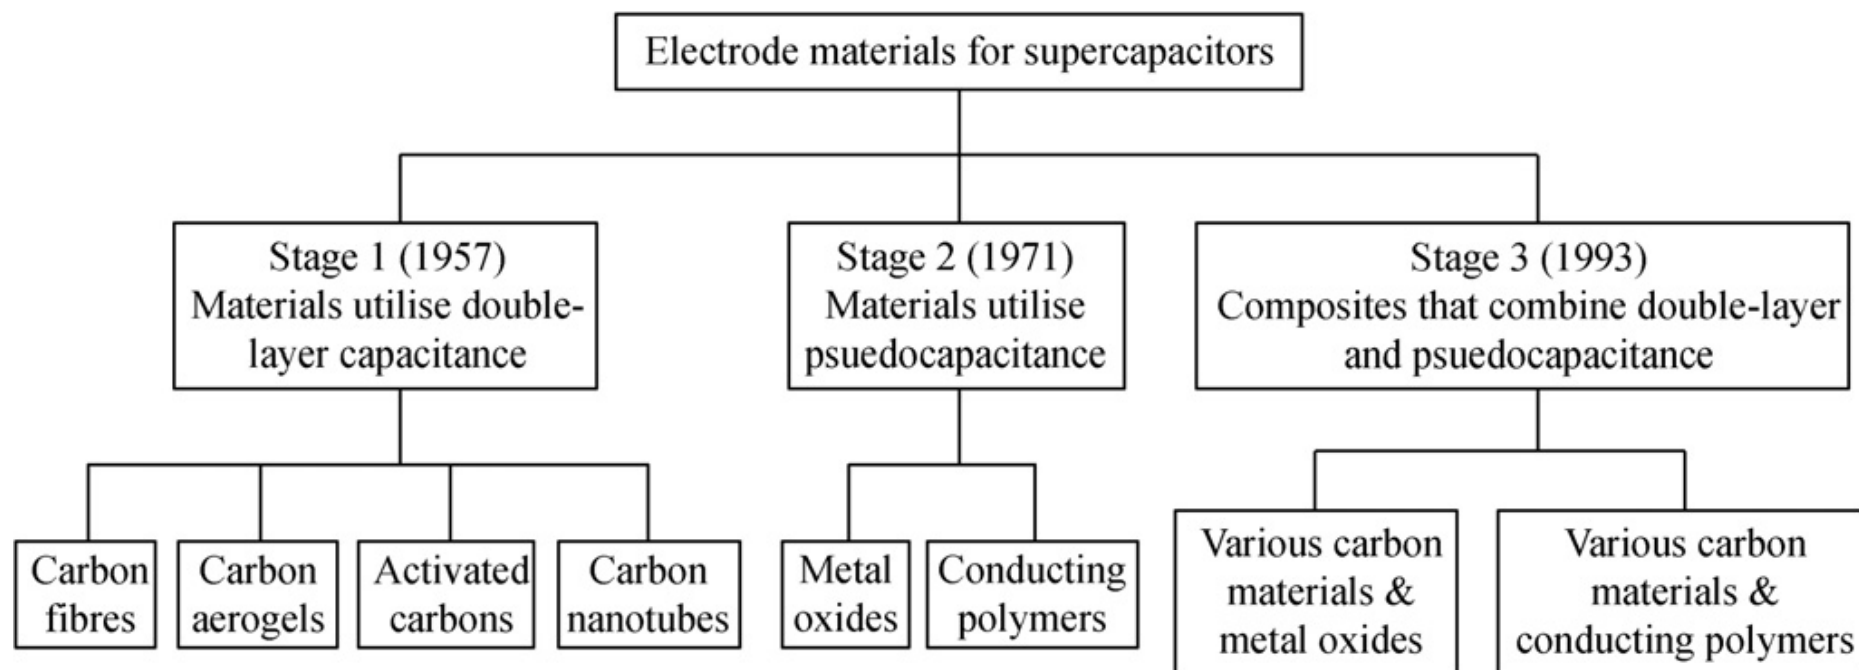 Electrode materials for supercapacitors
Stage 1 (1957)
Materials utilise double-
layer capacitance
Stage 2 (1971)
Materials utilise
psuedocapacitance
Stage 3 (1993)
Composites that combine double-layer
and psuedocapacitance
Carbon
fibres
Carbon
aerogels
Activated
carbons
Carbon
nanotubes
Metal
oxides
Conducting
polymers
Various carbon
materials &
metal oxides
Various carbon
materials &
conducting polymers